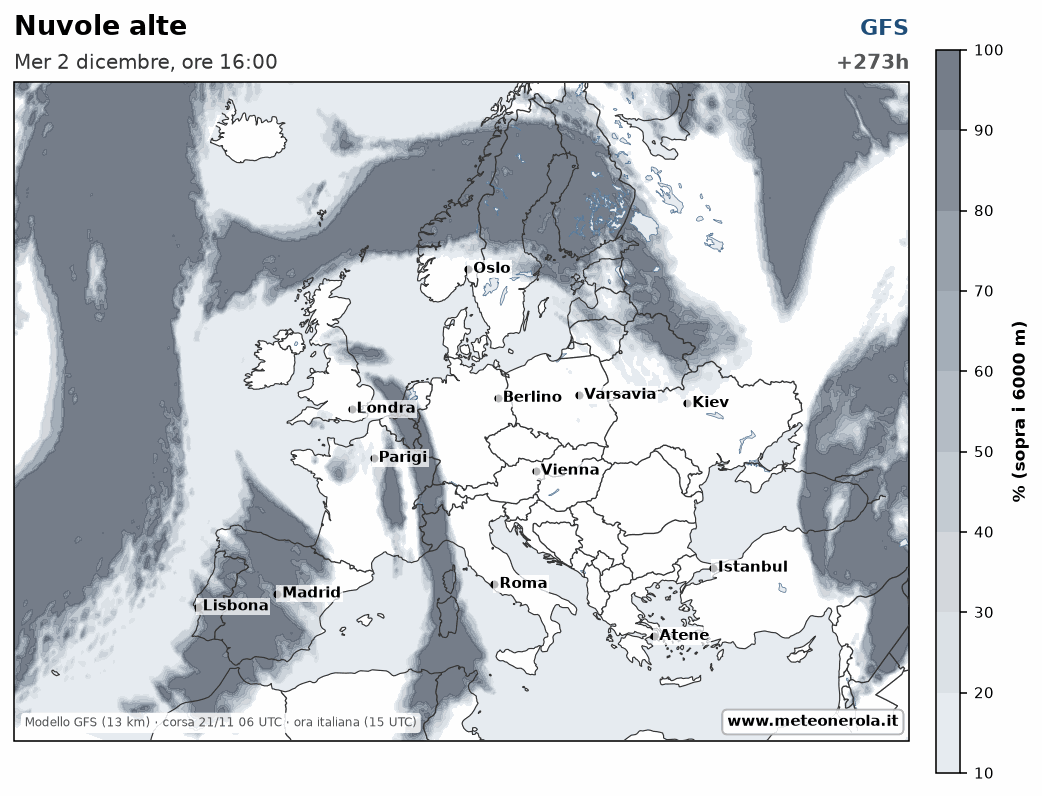 Nuvole alte
GFS
Mer 2 dicembre, ore 16:00
+273h
100
90
80
70
60
50
40
30
20
10
% (sopra i 6000 m)
Oslo
Berlino
Varsavia
Kiev
Londra
Parigi
Vienna
Istanbul
Roma
Madrid
Lisbona
Atene
Modello GFS (13 km) · corsa 21/11 06 UTC · ora italiana (15 UTC)
www.meteonerola.it